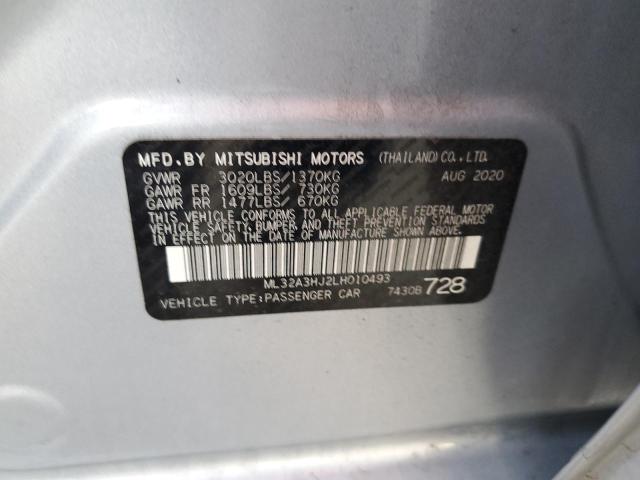 MFD.BY MITSUBISHI MOTORS (THAILAND)CO.,LTD.
GVWR 3020LBS/1370KG AUG 2020
GAWR FR 1609LBS/ 730KG
GAWR RR 1477LBS/ 670KG
THIS VEHICLE CONFORMS TO ALL APPLICABLE FEDERAL MOTOR
VEHICLE SAFETY, BUMPER, AND THEFT PREVENTION STANDARDS
IN EFFECT ON THE DATE OF MANUFACTURE SHOWN ABOVE.
ML32A3HJ2LH010493
VEHICLE TYPE:PASSENGER CAR 7430B 728